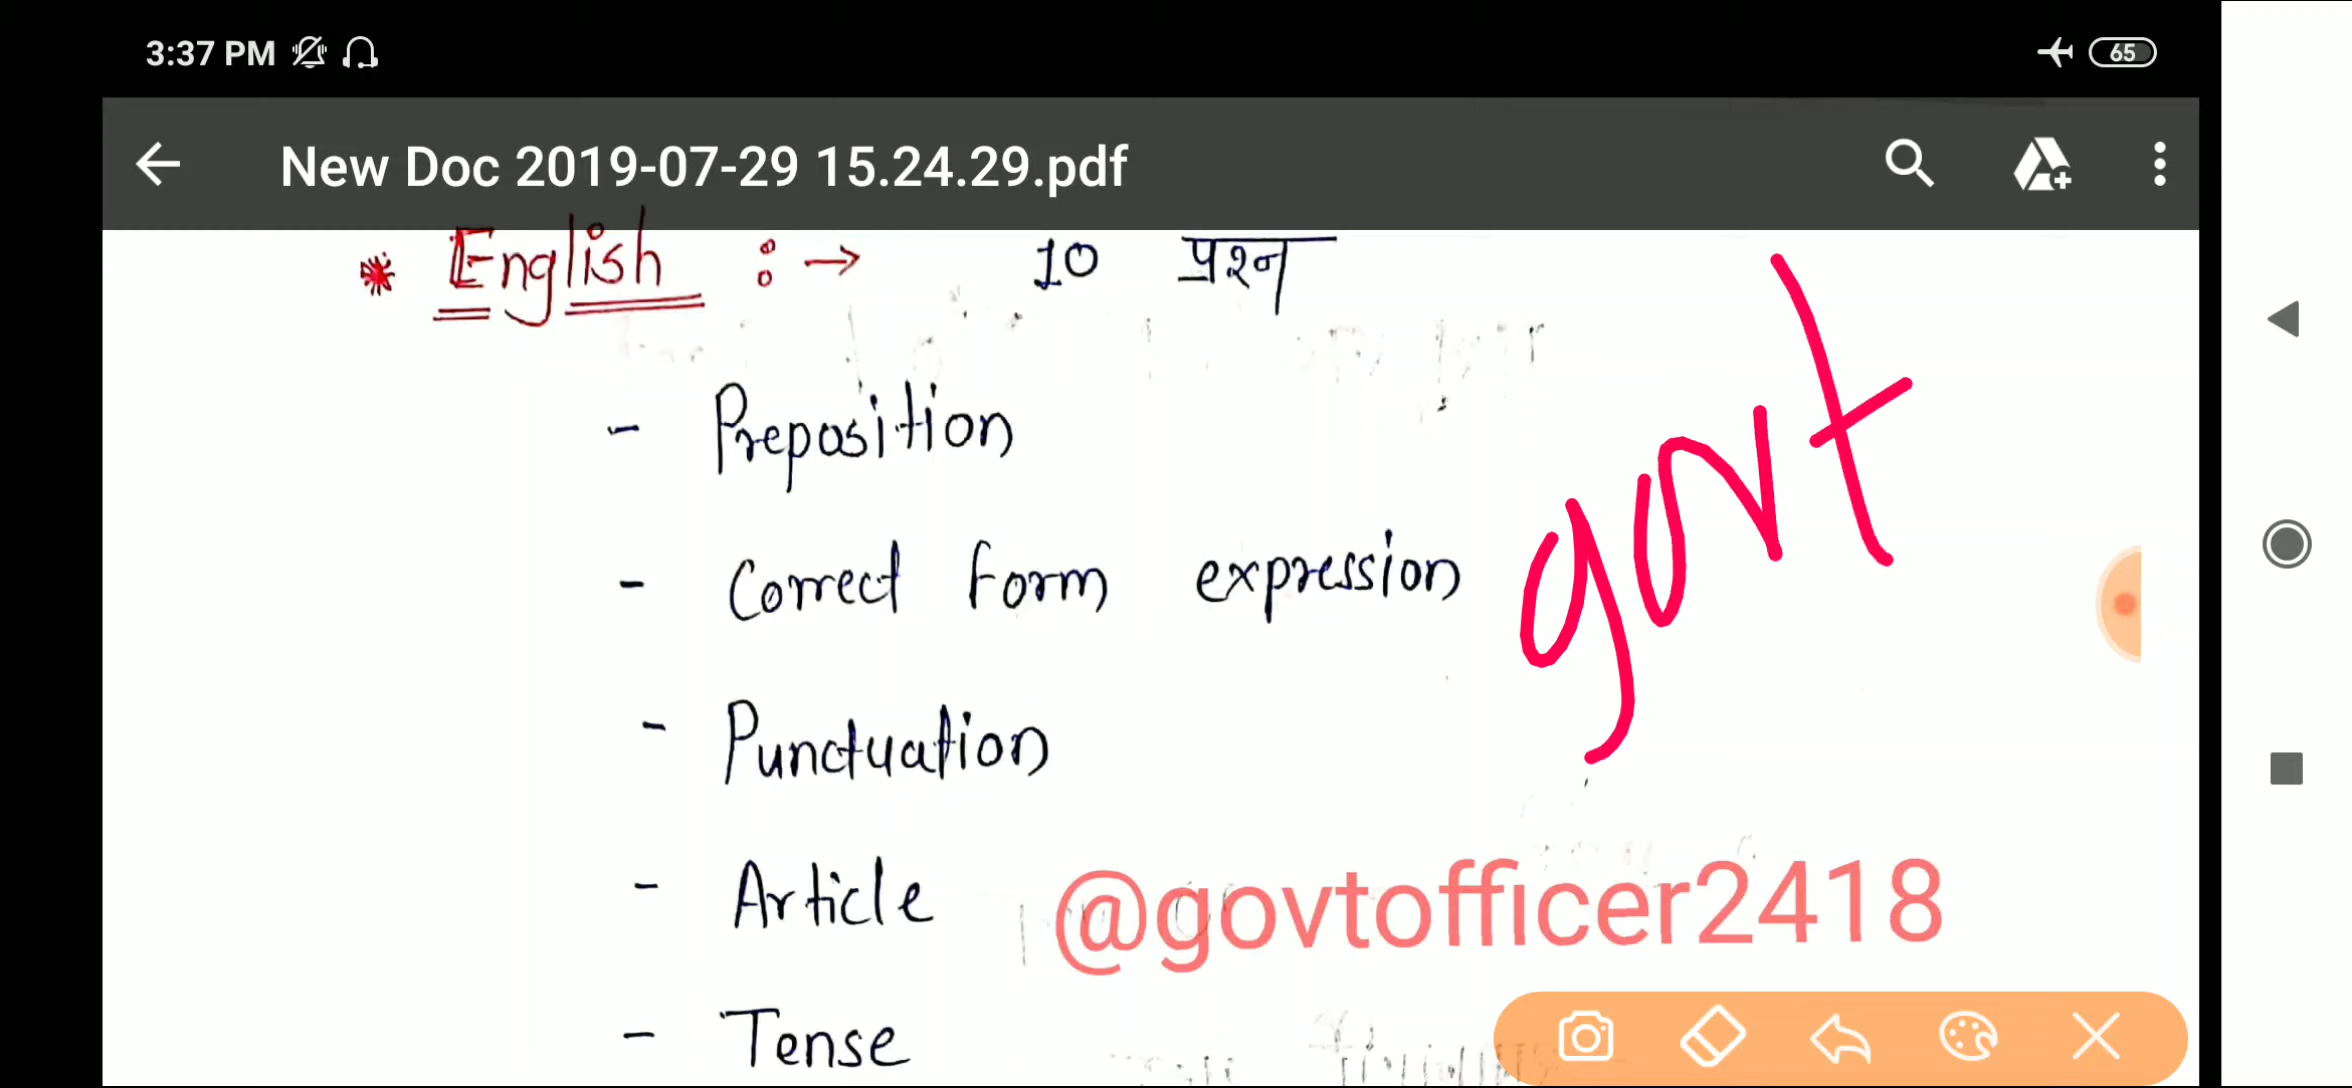 3:37 PM
65
New Doc 2019-07-29 15.24.29.pdf
* English :→ 10 प्रश्न
- Preposition
- Correct form expression
govt
- Punctuation
- Article
@govtofficer2418
- Tense